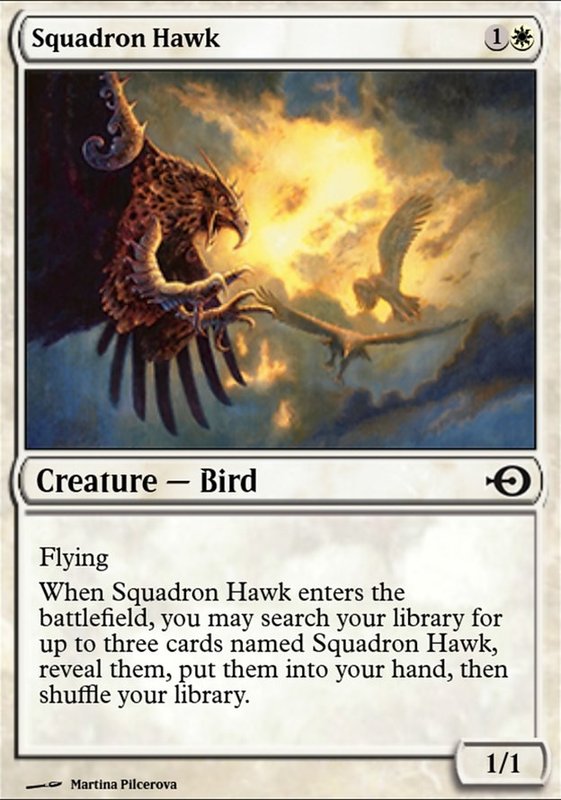 Squadron Hawk 1
Creature — Bird
Flying
When Squadron Hawk enters the
battlefield, you may search your library for
up to three cards named Squadron Hawk,
reveal them, put them into your hand, then
shuffle your library.
1/1
Martina Pilcerova